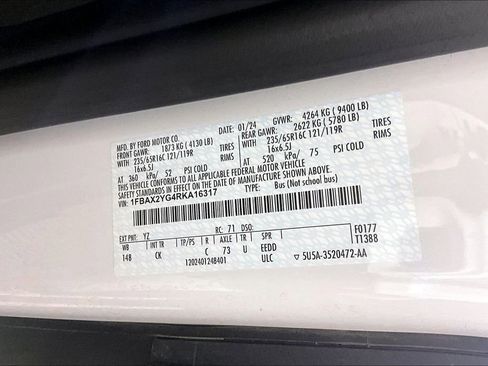 MFD. BY FORD MOTOR CO. DATE: 01/24 GVWR: 4264 KG ( 9400 LB)
FRONT GAWR: 1873 KG ( 4130 LB) REAR GAWR: 2622 KG ( 5780 LB)
WITH 235/65R16C 121/119R TIRES WITH 235/65R16C 121/119R TIRES
16x6.5J RIMS 16x6.5J RIMS
AT 360 kPa/ 52 PSI COLD AT 520 kPa/ 75 PSI COLD
THIS VEHICLE CONFORMS TO ALL APPLICABLE FEDERAL MOTOR VEHICLE
SAFETY STANDARDS IN EFFECT ON THE DATE OF MANUFACTURE SHOWN ABOVE.
VIN: 1FBAX2YG4RKA16317 TYPE: Bus (Not School bus)
F0177
T1388
EXT PNT: YZ RC: 71 DSO:
WB INT TR TP/PS R AXLE TR SPR
148 CK C 73 U EEDD
1202401248401 ULC ▽ 5U5A-3520472-AA